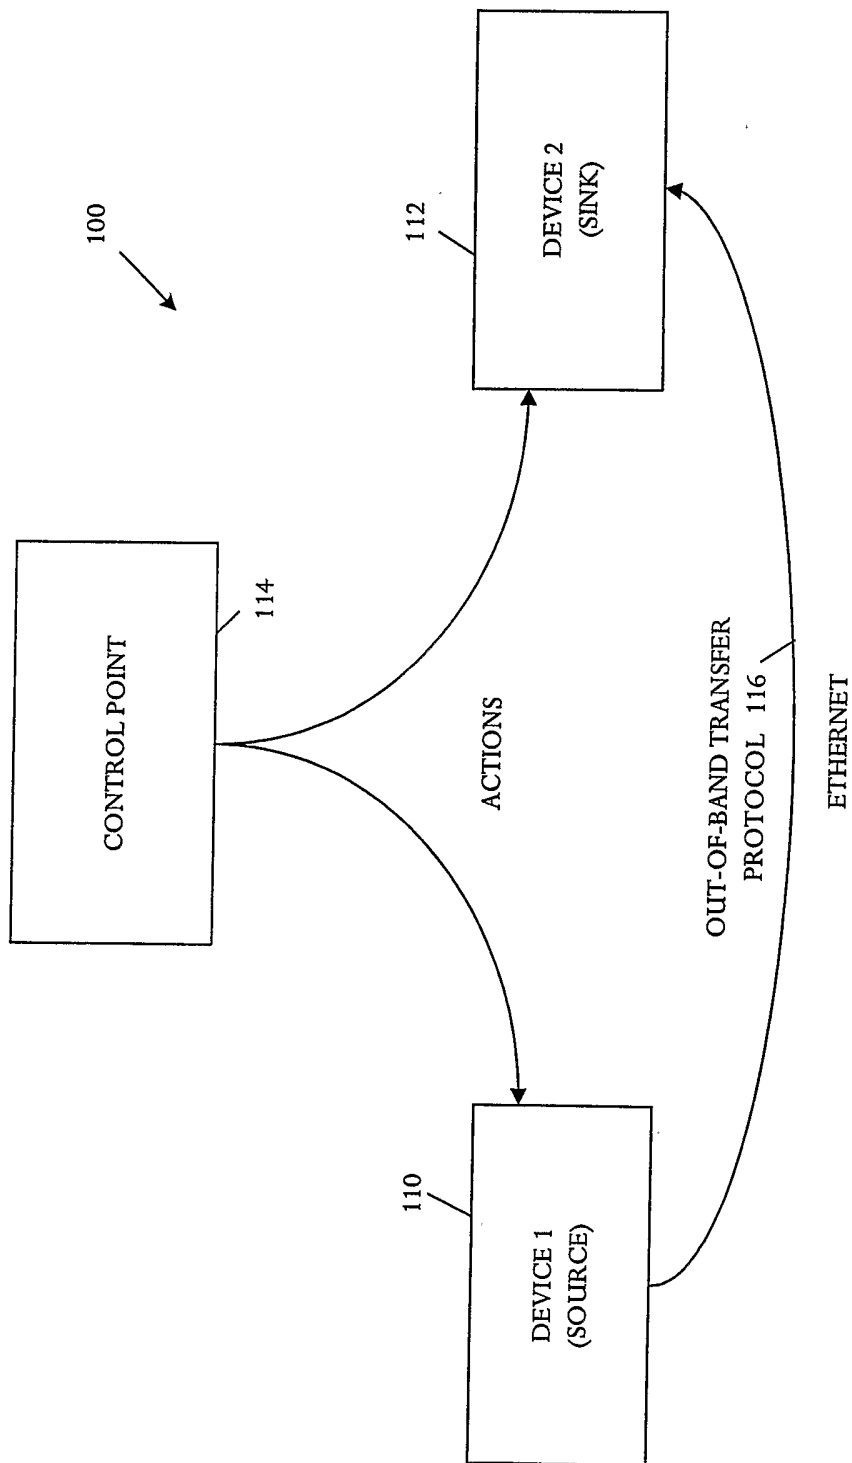 100
CONTROL POINT
114
ACTIONS
110
112
DEVICE 1
(SOURCE)
DEVICE 2
(SINK)
OUT-OF-BAND TRANSFER
PROTOCOL 116
ETHERNET